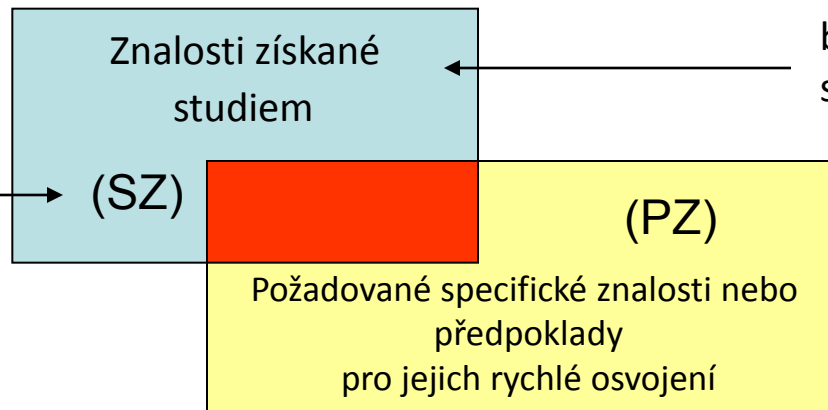 Znalosti získané
studiem
(SZ)
(PZ)
Požadované specifické znalosti nebo
předpoklady
pro jejich rychlé osvojení